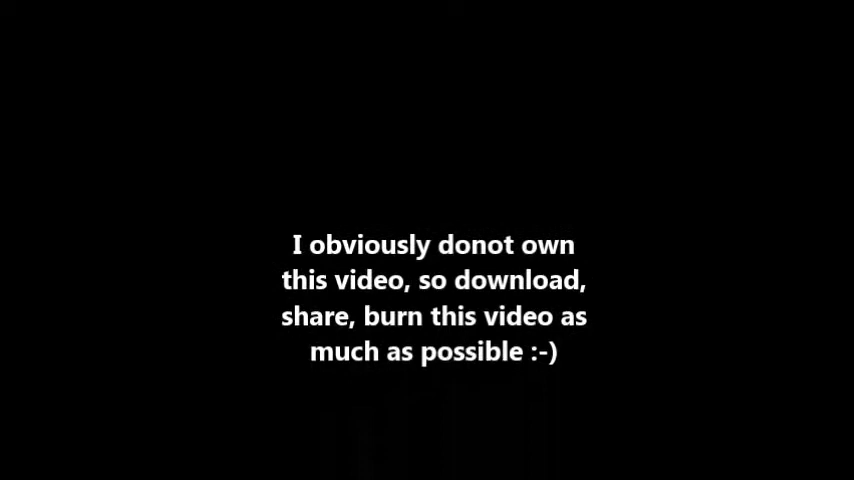 I obviously donot own
this video, so download,
share, burn this video as
much as possible :-)